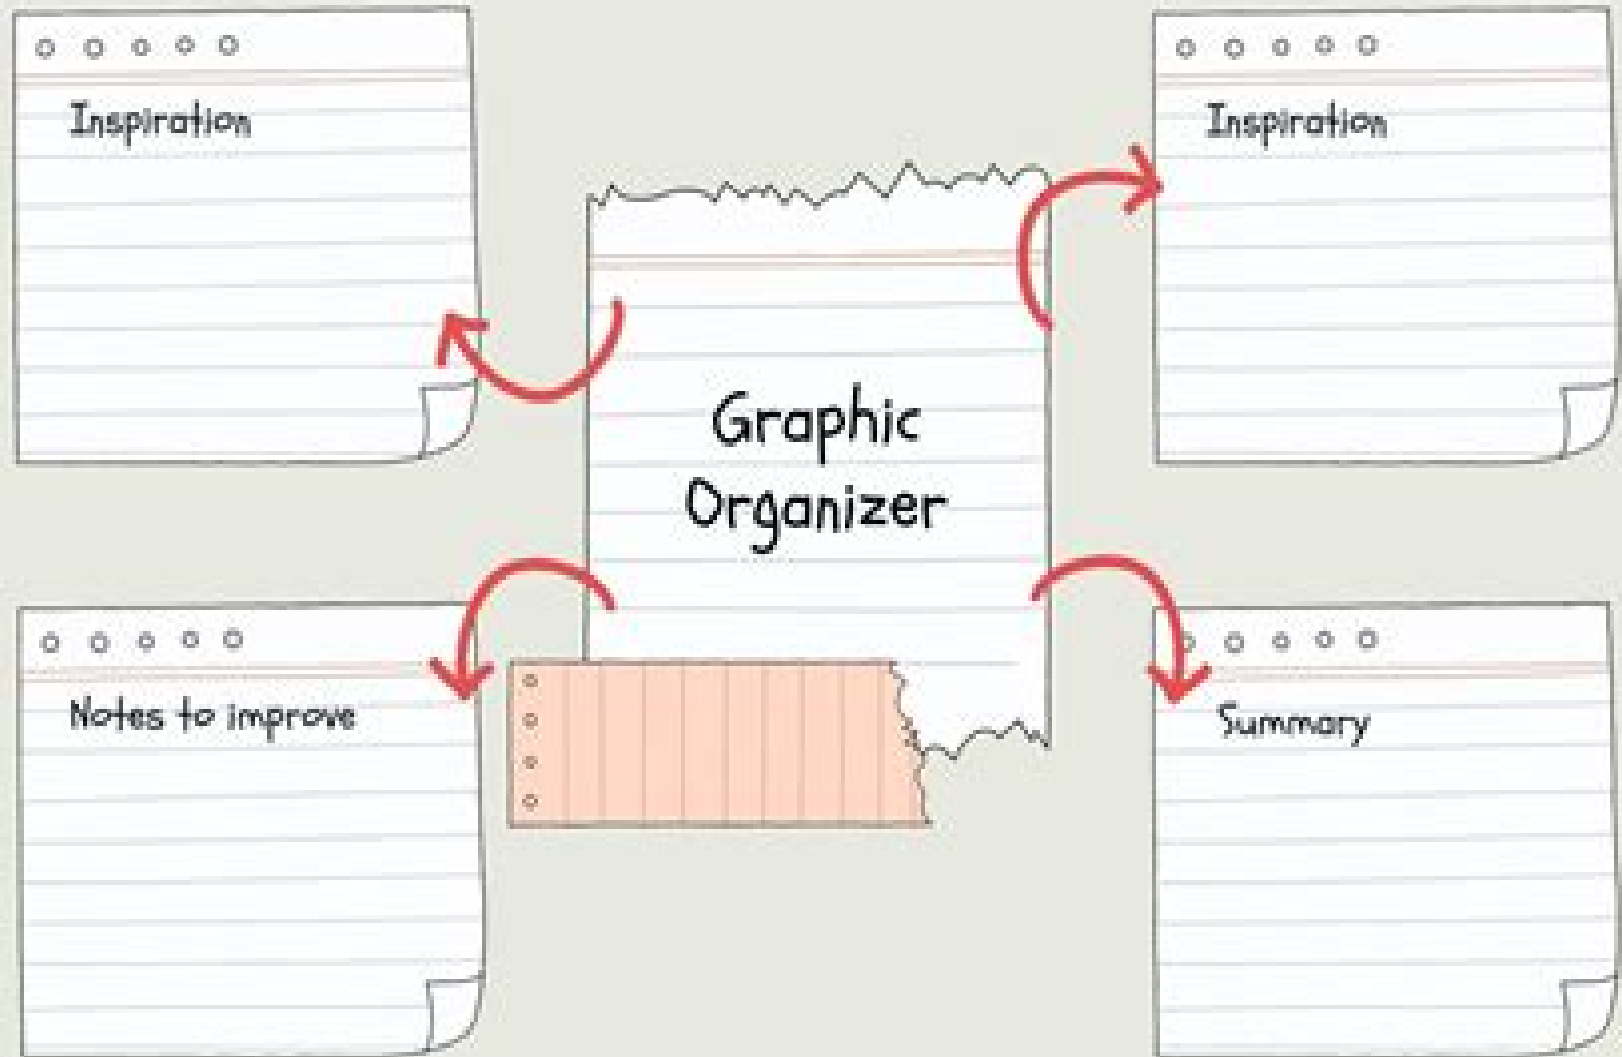 Inspiration
Inspiration
Graphic
Organizer
Notes to improve
Summary